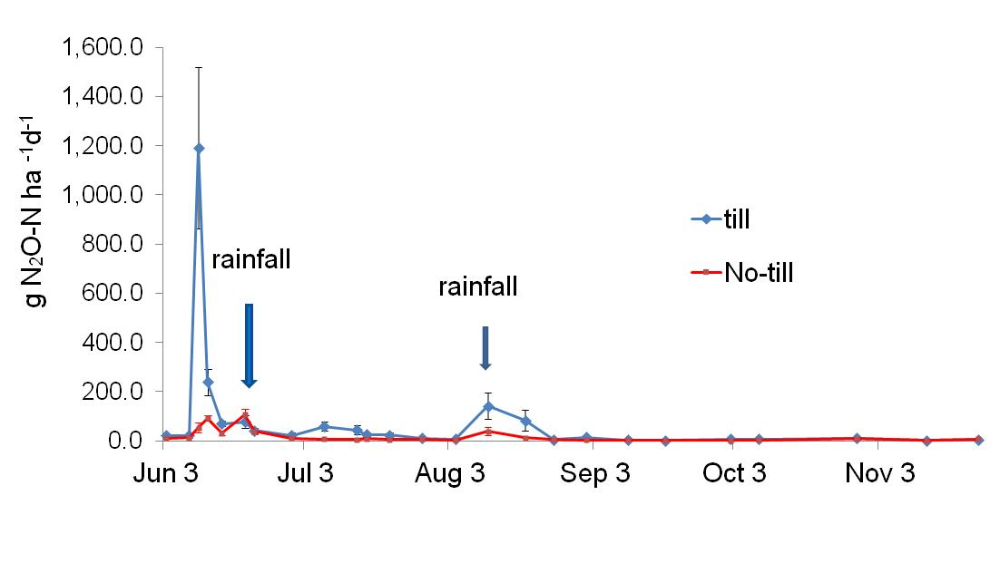 g N₂O-N ha ⁻¹d⁻¹
1,600.0
1,400.0
1,200.0
1,000.0
800.0
600.0
400.0
200.0
0.0
rainfall
rainfall
till
No-till
Jun 3
Jul 3
Aug 3
Sep 3
Oct 3
Nov 3